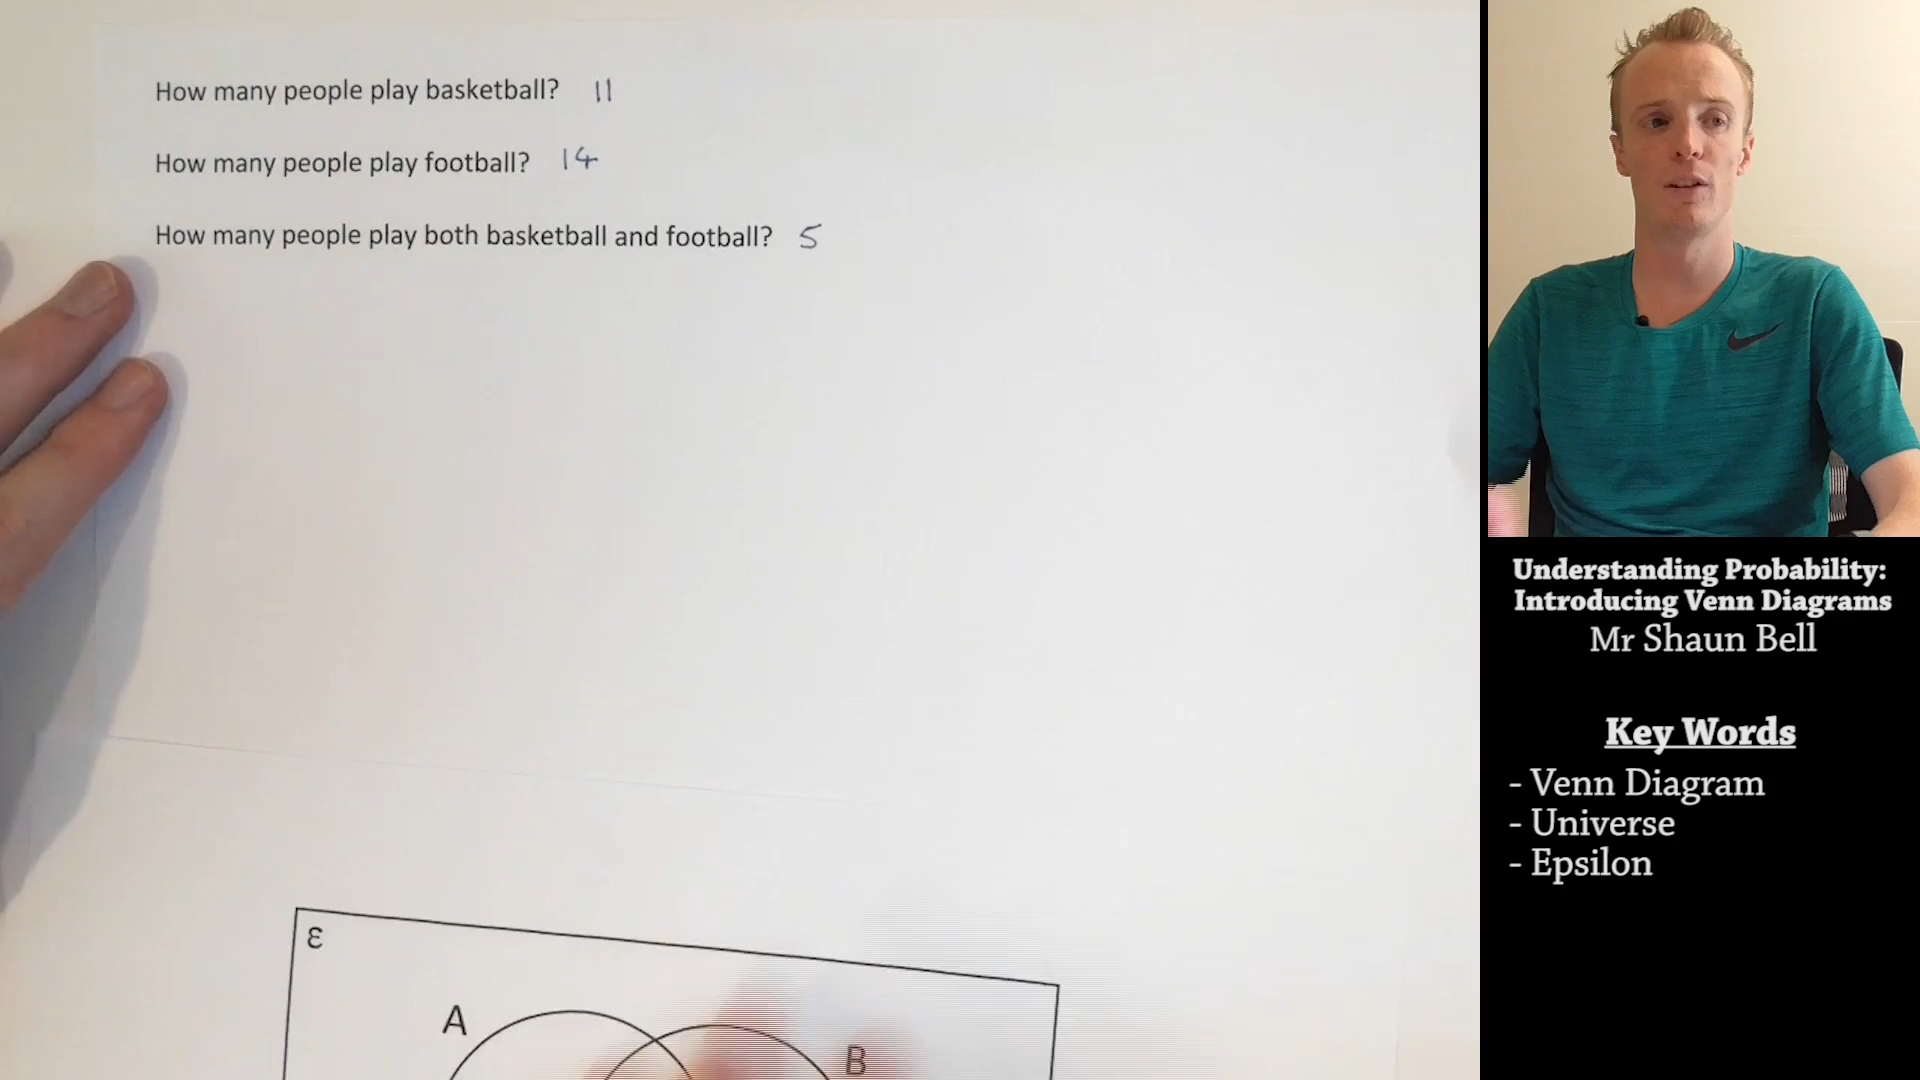 How many people play basketball? 11
How many people play football? 14
How many people play both basketball and football? 5
ε
A
B
Understanding Probability:
Introducing Venn Diagrams
Mr Shaun Bell
Key Words
- Venn Diagram
- Universe
- Epsilon